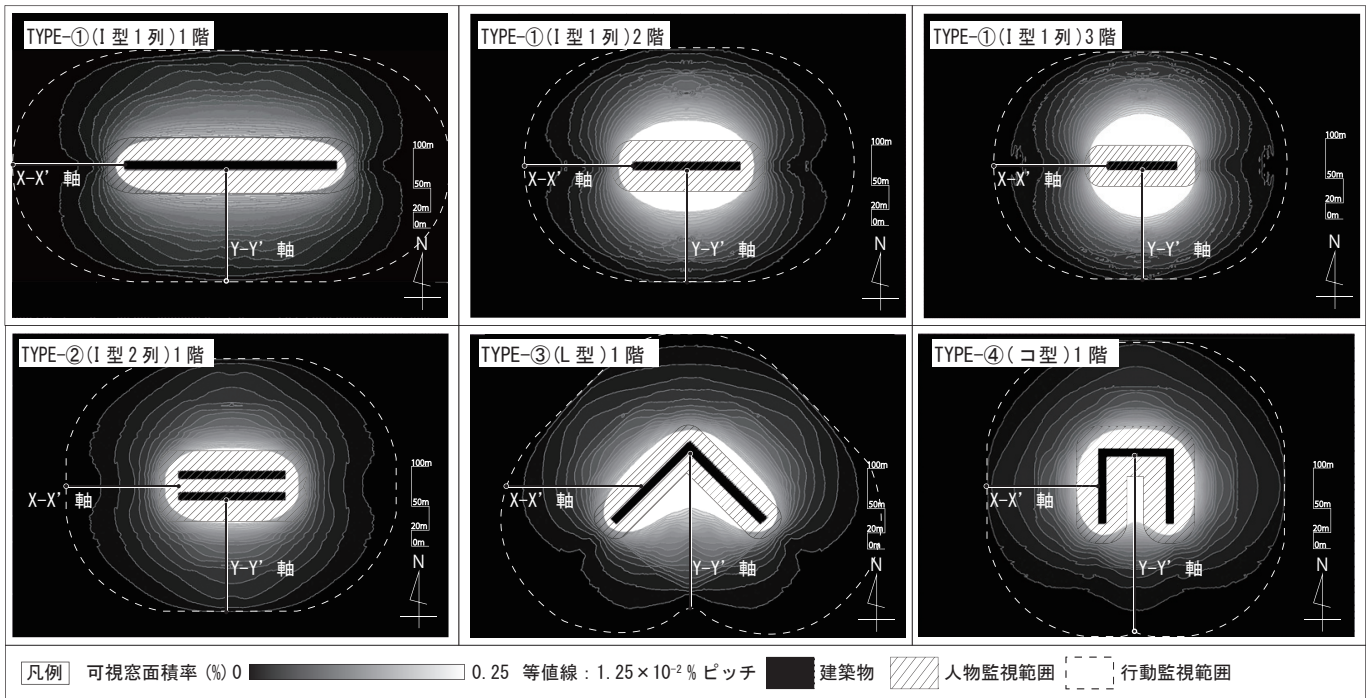 TYPE-①(I型1列)1階
X-X’ 軸
Y-Y’ 軸
100m
50m
20m
0m
N
TYPE-①(I型1列)2階
X-X’ 軸
Y-Y’ 軸
100m
50m
20m
0m
N
TYPE-①(I型1列)3階
X-X’ 軸
Y-Y’ 軸
100m
50m
20m
0m
N
TYPE-②(I型2列)1階
X-X’ 軸
Y-Y’ 軸
100m
50m
20m
0m
N
TYPE-③(L型)1階
X-X’ 軸
Y-Y’ 軸
100m
50m
20m
0m
N
TYPE-④(コ型)1階
X-X’ 軸
Y-Y’ 軸
100m
50m
20m
0m
N
凡例 可視窓面積率(%) 0 0.25 等値線：1.25×10⁻²％ピッチ 建築物 人物監視範囲 行動監視範囲